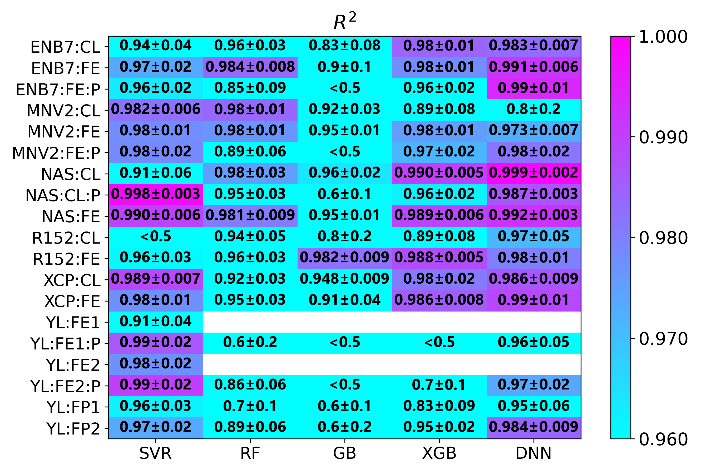 R²
ENB7:CL 0.94±0.04 0.96±0.03 0.83±0.08 0.98±0.01 0.983±0.007
ENB7:FE 0.97±0.02 0.984±0.008 0.9±0.1 0.98±0.01 0.991±0.006
ENB7:FE:P 0.96±0.02 0.85±0.09 <0.5 0.96±0.02 0.99±0.01
MNV2:CL 0.982±0.006 0.98±0.01 0.92±0.03 0.89±0.08 0.8±0.2
MNV2:FE 0.98±0.01 0.98±0.01 0.95±0.01 0.98±0.01 0.973±0.007
MNV2:FE:P 0.98±0.02 0.89±0.06 <0.5 0.97±0.02 0.98±0.02
NAS:CL 0.91±0.06 0.98±0.03 0.96±0.02 0.990±0.005 0.999±0.002
NAS:CL:P 0.998±0.003 0.95±0.03 0.6±0.1 0.96±0.02 0.987±0.003
NAS:FE 0.990±0.006 0.981±0.009 0.95±0.01 0.989±0.006 0.992±0.003
R152:CL <0.5 0.94±0.05 0.8±0.2 0.89±0.08 0.97±0.05
R152:FE 0.96±0.03 0.96±0.03 0.982±0.009 0.988±0.005 0.98±0.01
XCP:CL 0.989±0.007 0.92±0.03 0.948±0.009 0.98±0.02 0.986±0.009
XCP:FE 0.98±0.01 0.95±0.03 0.91±0.04 0.986±0.008 0.99±0.01
YL:FE1 0.91±0.04
YL:FE1:P 0.99±0.02 0.6±0.2 <0.5 <0.5 0.96±0.05
YL:FE2 0.98±0.02
YL:FE2:P 0.99±0.02 0.86±0.06 <0.5 0.7±0.1 0.97±0.02
YL:FP1 0.96±0.03 0.7±0.1 0.6±0.1 0.83±0.09 0.95±0.06
YL:FP2 0.97±0.02 0.89±0.06 0.6±0.2 0.95±0.02 0.984±0.009
SVR RF GB XGB DNN
1.000
0.990
0.980
0.970
0.960